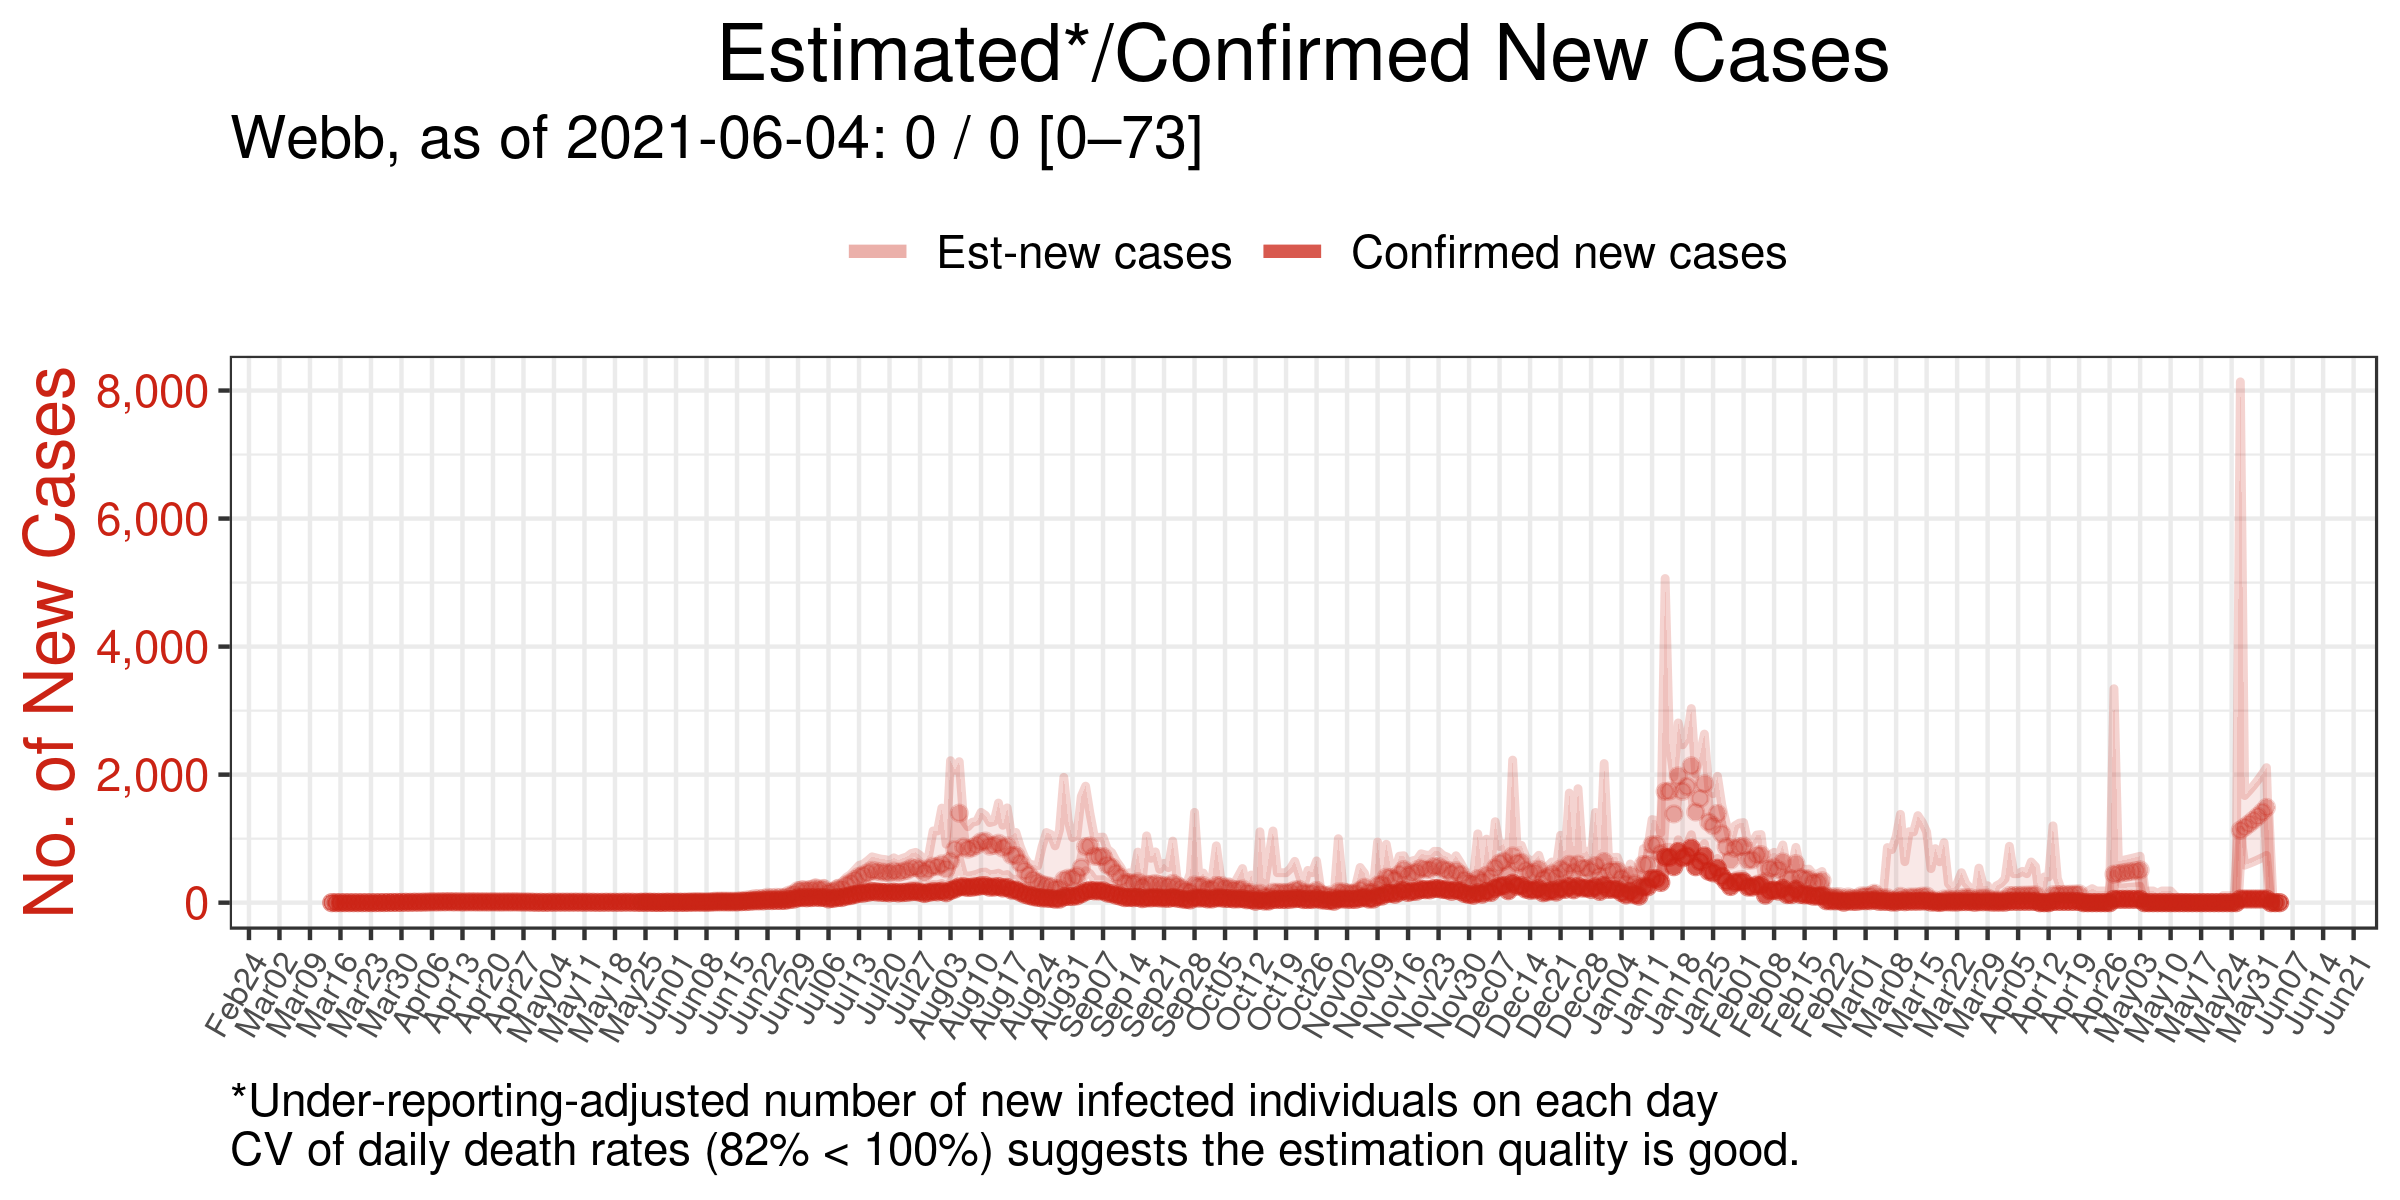 Estimated*/Confirmed New Cases
Webb, as of 2021-06-04: 0 / 0 [0–73]
Est-new cases
Confirmed new cases
No. of New Cases
8,000
6,000
4,000
2,000
0
Feb24
Mar02
Mar09
Mar16
Mar23
Mar30
Apr06
Apr13
Apr20
Apr27
May04
May11
May18
May25
Jun01
Jun08
Jun15
Jun22
Jun29
Jul06
Jul13
Jul20
Jul27
Aug03
Aug10
Aug17
Aug24
Aug31
Sep07
Sep14
Sep21
Sep28
Oct05
Oct12
Oct19
Oct26
Nov02
Nov09
Nov16
Nov23
Nov30
Dec07
Dec14
Dec21
Dec28
Jan04
Jan11
Jan18
Jan25
Feb01
Feb08
Feb15
Feb22
Mar01
Mar08
Mar15
Mar22
Mar29
Apr05
Apr12
Apr19
Apr26
May03
May10
May17
May24
May31
Jun07
Jun14
Jun21
*Under-reporting-adjusted number of new infected individuals on each day
CV of daily death rates (82% < 100%) suggests the estimation quality is good.